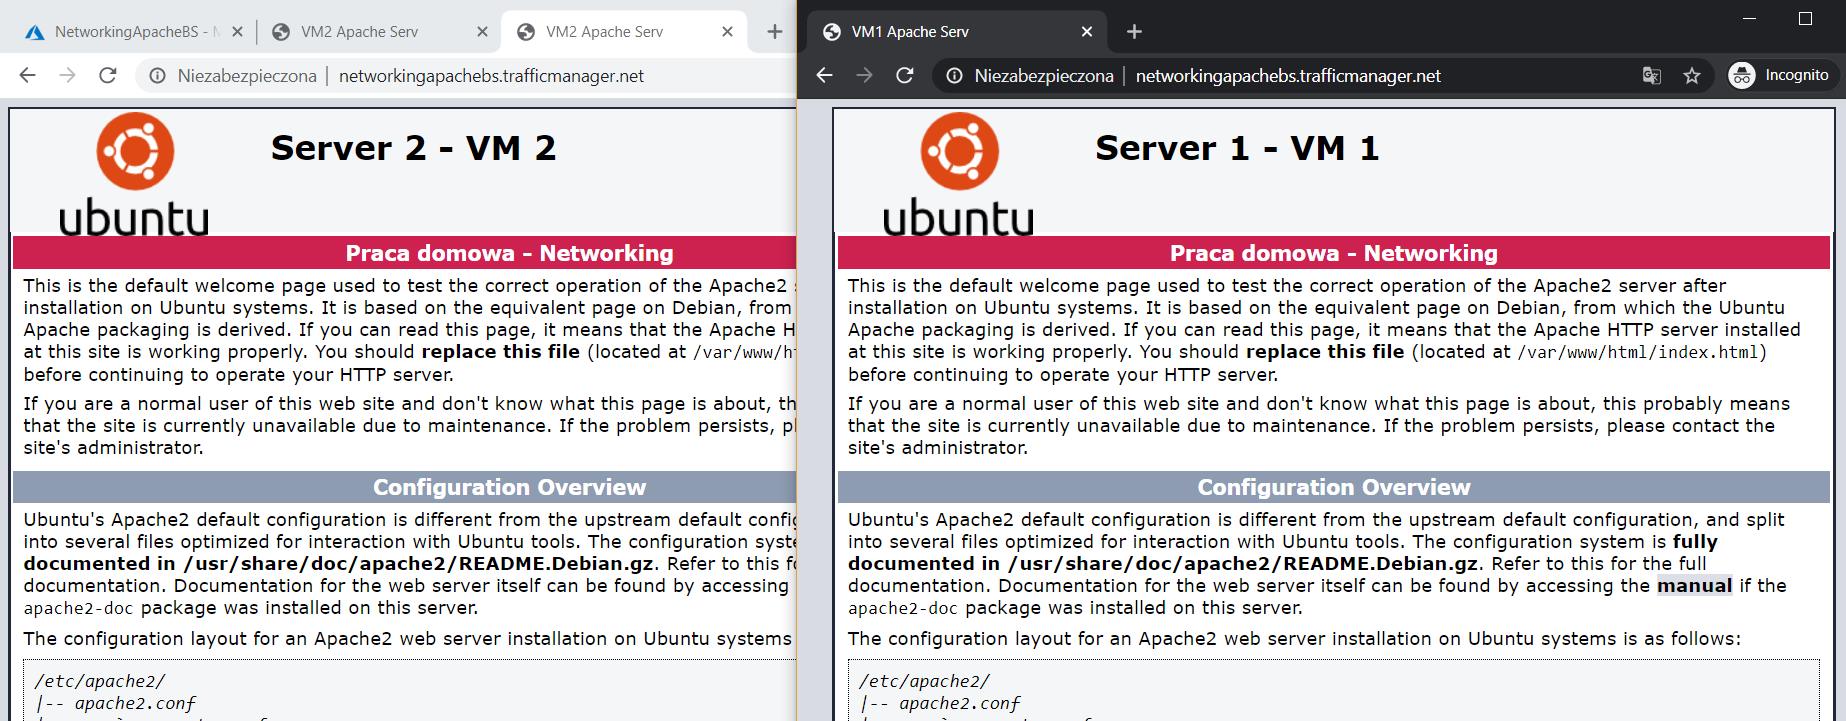 NetworkingApacheBS - M
VM2 Apache Serv
VM2 Apache Serv
Niezabezpieczona | networkingapachebs.trafficmanager.net
Server 2 - VM 2
ubuntu
Praca domowa - Networking
This is the default welcome page used to test the correct operation of the Apache2
installation on Ubuntu systems. It is based on the equivalent page on Debian, from
Apache packaging is derived. If you can read this page, it means that the Apache H
at this site is working properly. You should replace this file (located at /var/www/h
before continuing to operate your HTTP server.
If you are a normal user of this web site and don't know what this page is about, th
that the site is currently unavailable due to maintenance. If the problem persists, pl
site's administrator.
Configuration Overview
Ubuntu's Apache2 default configuration is different from the upstream default config
into several files optimized for interaction with Ubuntu tools. The configuration syste
documented in /usr/share/doc/apache2/README.Debian.gz. Refer to this fo
documentation. Documentation for the web server itself can be found by accessing
apache2-doc package was installed on this server.
The configuration layout for an Apache2 web server installation on Ubuntu systems
/etc/apache2/
|-- apache2.conf
VM1 Apache Serv
Niezabezpieczona | networkingapachebs.trafficmanager.net
Incognito
Server 1 - VM 1
ubuntu
Praca domowa - Networking
This is the default welcome page used to test the correct operation of the Apache2 server after
installation on Ubuntu systems. It is based on the equivalent page on Debian, from which the Ubuntu
Apache packaging is derived. If you can read this page, it means that the Apache HTTP server installed
at this site is working properly. You should replace this file (located at /var/www/html/index.html)
before continuing to operate your HTTP server.
If you are a normal user of this web site and don't know what this page is about, this probably means
that the site is currently unavailable due to maintenance. If the problem persists, please contact the
site's administrator.
Configuration Overview
Ubuntu's Apache2 default configuration is different from the upstream default configuration, and split
into several files optimized for interaction with Ubuntu tools. The configuration system is fully
documented in /usr/share/doc/apache2/README.Debian.gz. Refer to this for the full
documentation. Documentation for the web server itself can be found by accessing the manual if the
apache2-doc package was installed on this server.
The configuration layout for an Apache2 web server installation on Ubuntu systems is as follows:
/etc/apache2/
|-- apache2.conf